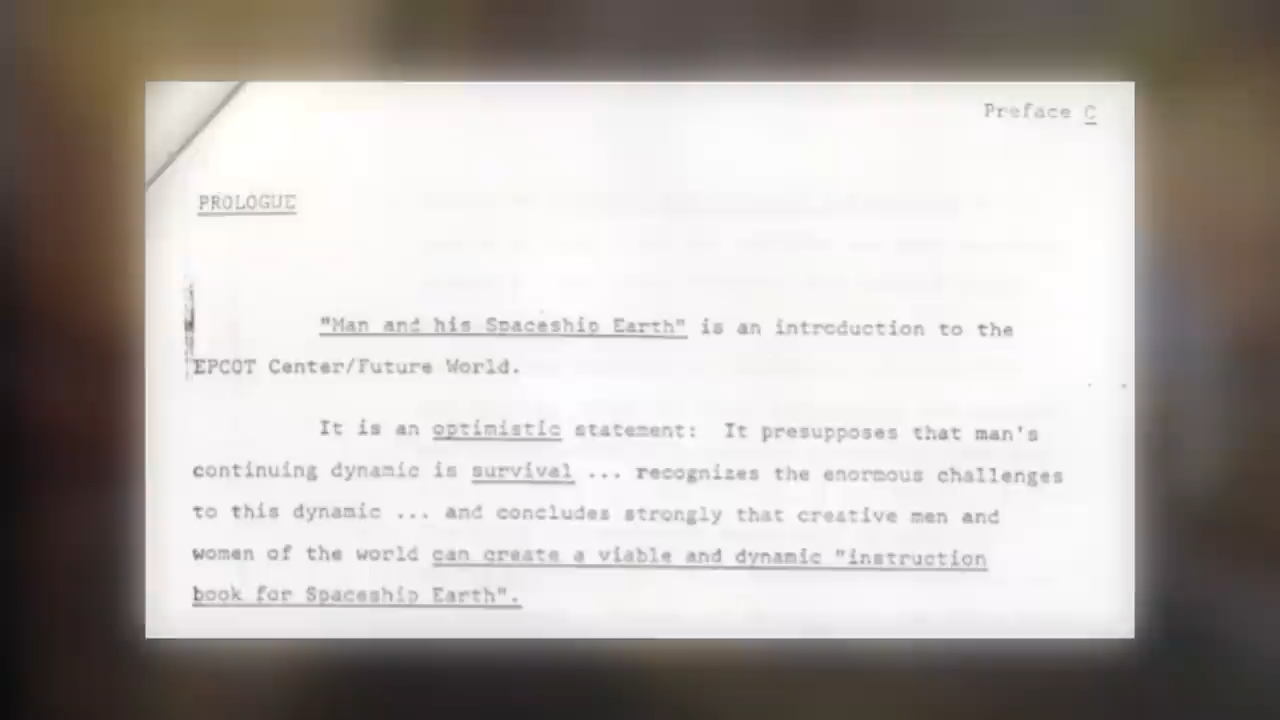 Preface C
PROLOGUE
"Man and his Spaceship Earth" is an introduction to the
EPCOT Center/Future World.
It is an optimistic statement: It presupposes that man's
continuing dynamic is survival ... recognizes the enormous challenges
to this dynamic ... and concludes strongly that creative men and
women of the world can create a viable and dynamic "instruction
book for Spaceship Earth".